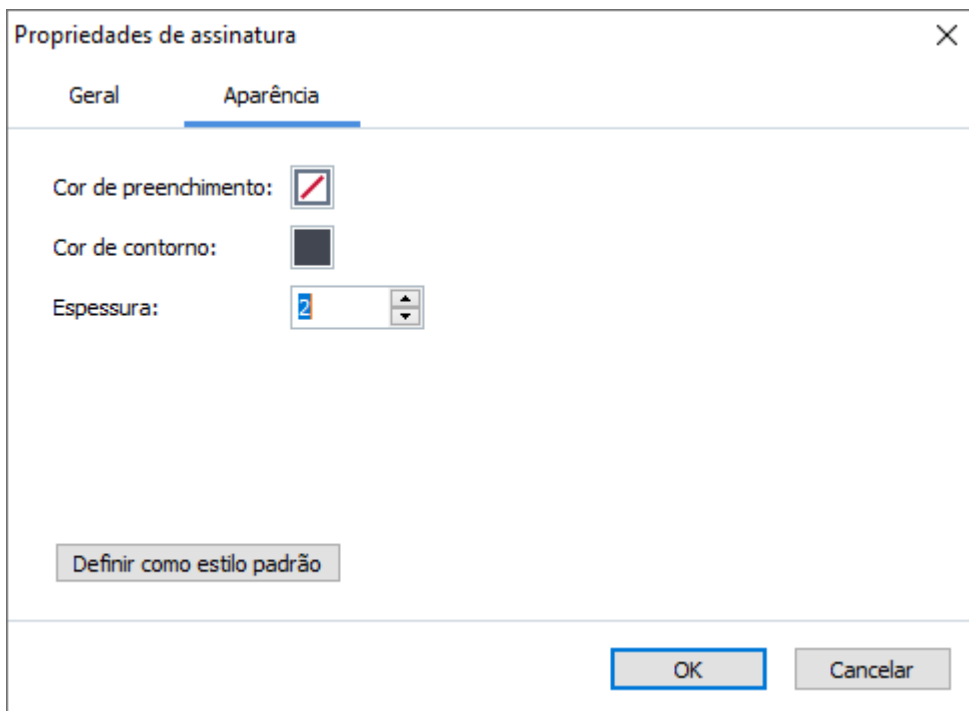 Propriedades de assinatura
Geral Aparência
Cor de preenchimento:
Cor de contorno:
Espessura: 2
Definir como estilo padrão
OK Cancelar